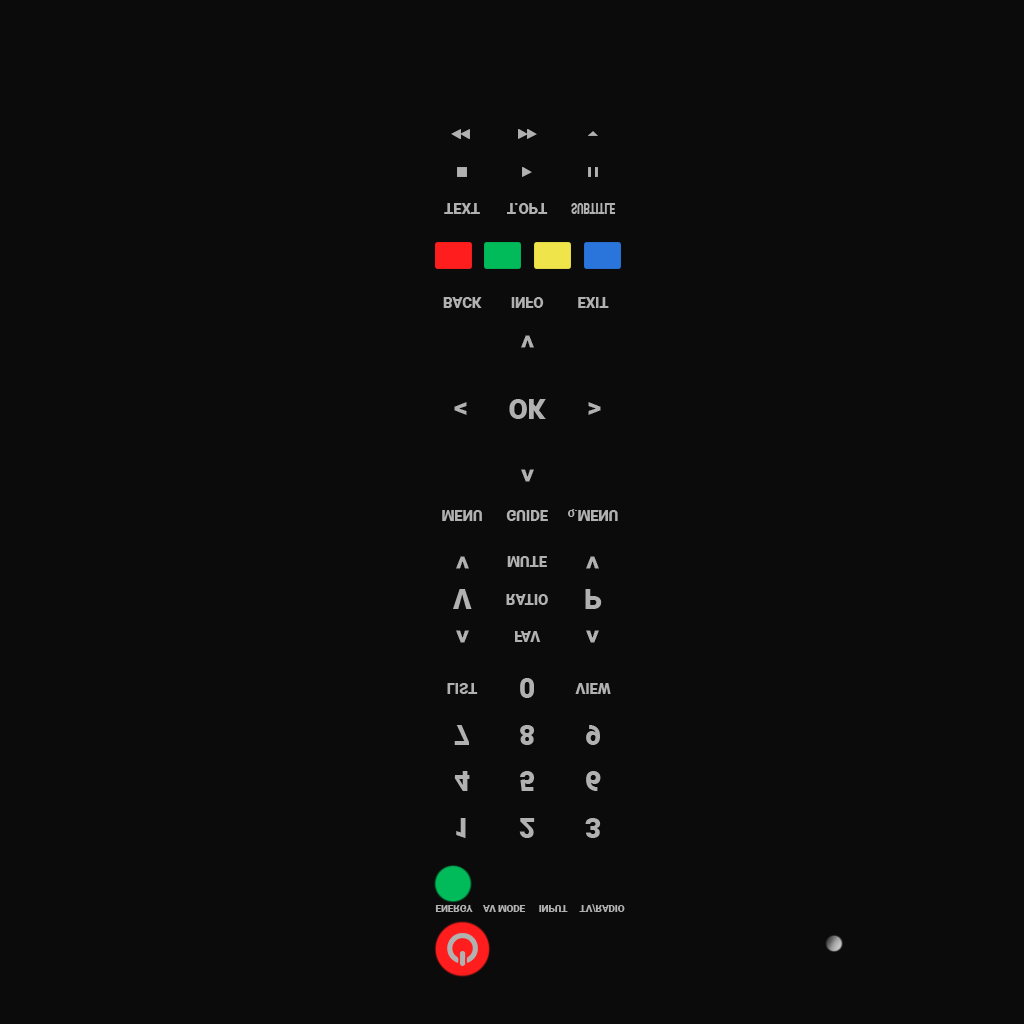 ENERGY AV MODE INPUT TV/RADIO
1 2 3
4 5 6
7 8 9
LIST 0 VIEW
FAV
V RATIO P
MUTE
MENU GUIDE Q.MENU
< OK >
BACK INFO EXIT
TEXT T.OPT SUBTITLE